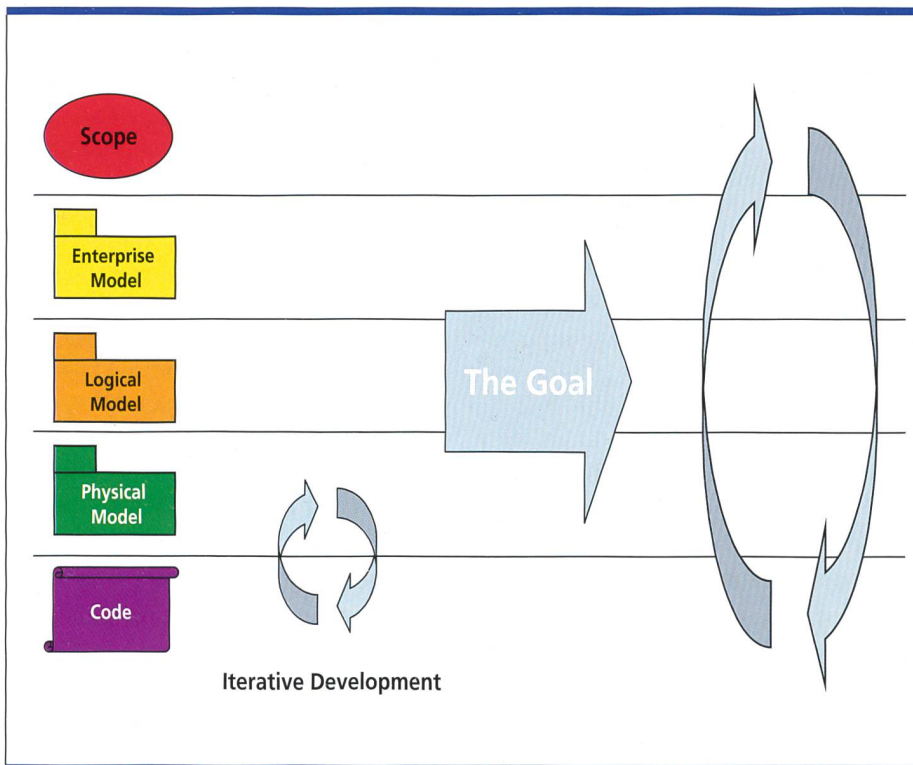 Scope
Enterprise
Model
Logical
Model
The Goal
Physical
Model
Code
Iterative Development